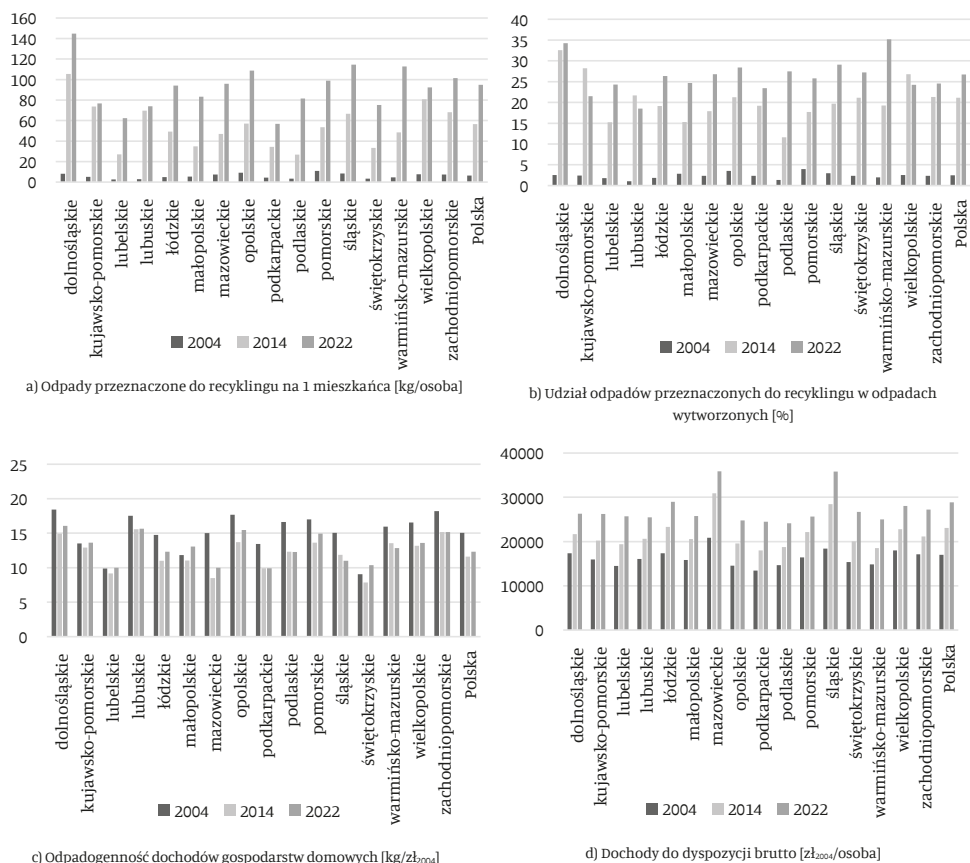 160
140
120
100
80
60
40
20
0
dolnośląskie
kujawsko-pomorskie
lubelskie
lubuskie
łódzkie
małopolskie
mazowieckie
opolskie
podkarpackie
podlaskie
pomorskie
śląskie
świętokrzyskie
warmińsko-mazurskie
wielkopolskie
zachodniopomorskie
Polska
2004 2014 2022
a) Odpady przeznaczone do recyklingu na 1 mieszkańca [kg/osoba]
40
35
30
25
20
15
10
5
0
dolnośląskie
kujawsko-pomorskie
lubelskie
lubuskie
łódzkie
małopolskie
mazowieckie
opolskie
podkarpackie
podlaskie
pomorskie
śląskie
świętokrzyskie
warmińsko-mazurskie
wielkopolskie
zachodniopomorskie
Polska
2004 2014 2022
b) Udział odpadów przeznaczonych do recyklingu w odpadach
wytworzonych [%]
25
20
15
10
5
0
dolnośląskie
kujawsko-pomorskie
lubelskie
lubuskie
łódzkie
małopolskie
mazowieckie
opolskie
podkarpackie
podlaskie
pomorskie
śląskie
świętokrzyskie
warmińsko-mazurskie
wielkopolskie
zachodniopomorskie
Polska
2004 2014 2022
c) Odpadogenność dochodów gospodarstw domowych [kg/zł2004]
40000
30000
20000
10000
0
dolnośląskie
kujawsko-pomorskie
lubelskie
lubuskie
łódzkie
małopolskie
mazowieckie
opolskie
podkarpackie
podlaskie
pomorskie
śląskie
świętokrzyskie
warmińsko-mazurskie
wielkopolskie
zachodniopomorskie
Polska
2004 2014 2022
d) Dochody do dyspozycji brutto [zł2004/osoba]